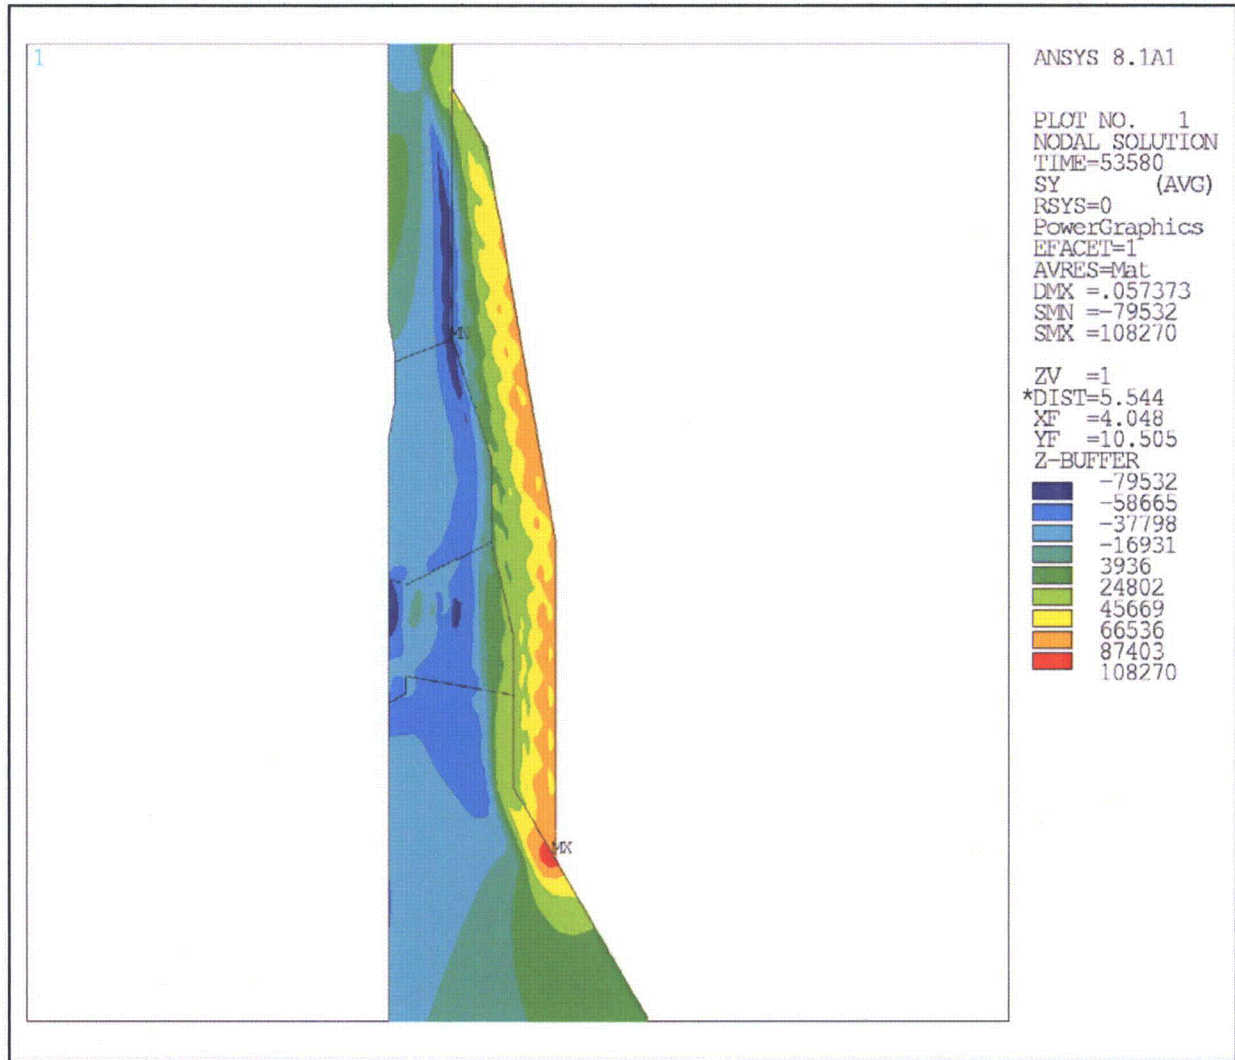 1
ANSYS 8.1A1
PLOT NO. 1
NODAL SOLUTION
TIME=53580
SY (AVG)
RSYS=0
PowerGraphics
EFACET=1
AVRES=Mat
DMX =.057373
SMN =-79532
SMX =108270
ZV =1
*DIST=5.544
XF =4.048
YF =10.505
Z-BUFFER
-79532
-58665
-37798
-16931
3936
24802
45669
66536
87403
108270
MN
MX